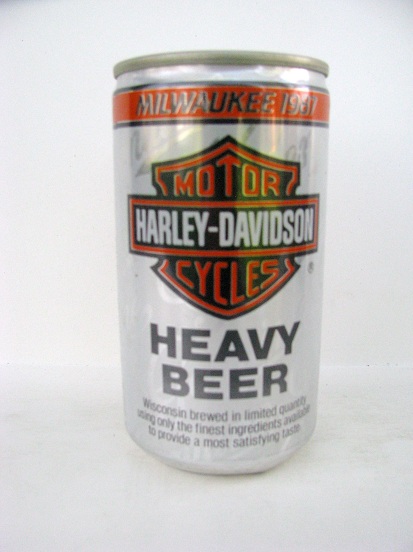 MILWAUKEE 1987
MOTOR
HARLEY-DAVIDSON
CYCLES
®
HEAVY
BEER
Wisconsin brewed in limited quantity
using only the finest ingredients available
to provide a most satisfying taste.